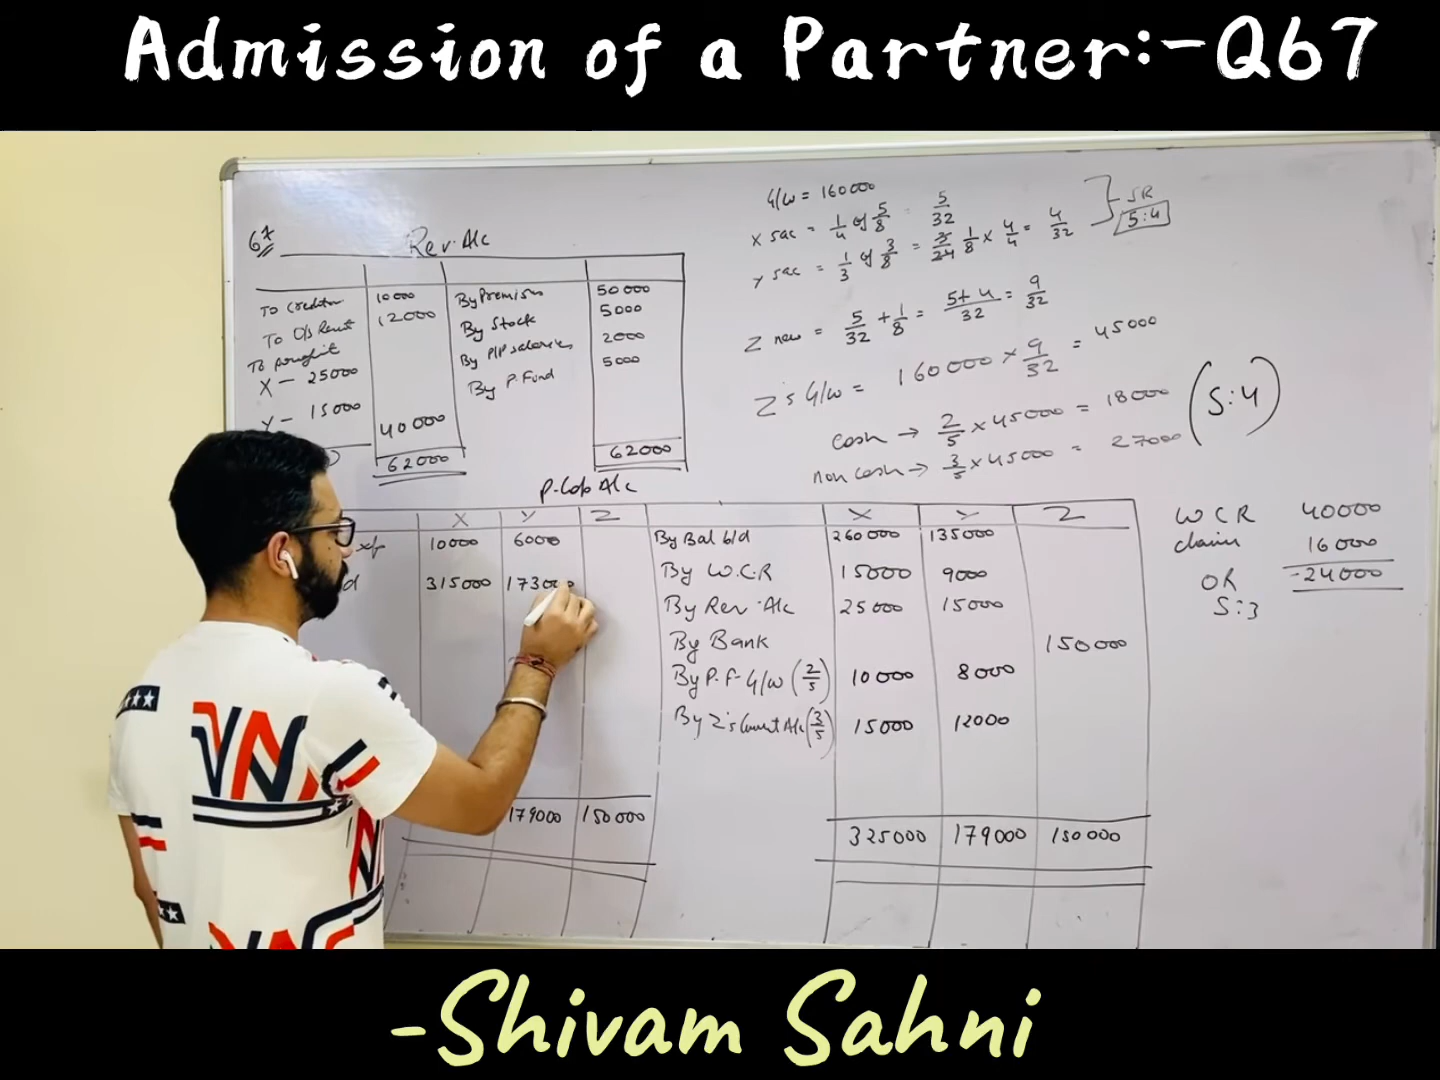 Admission of a Partner:-Q67
67
Rev. A/c
To Creditor 10000 By Premises 50000
To O/s Rent 12000 By Stock 5000
To profit By P/P salaries 2000
X - 25000 By P. Fund 5000
Y - 15000 40000
62000 62000
G/w = 160000
X sac = 1/4 of 5/8 = 5/32
Y sac = 1/3 of 3/8 = 3/24 1/8 × 4/4 = 4/32
SR
5:4
Z new = 5/32 + 1/8 = 5+4/32 = 9/32
Z's G/w = 160000 × 9/32 = 45000
Cash → 2/5 × 45000 = 18000
non cash → 3/5 × 45000 = 27000
(5:4)
P. Cap A/c
X Y Z X Y Z
10000 6000 By Bal b/d 260000 135000
315000 173000 By W.C.R 15000 9000
By Rev. A/c 25000 15000
By Bank 150000
By P.F. G/w (2/5) 10000 8000
By Z's Current A/c (3/5) 15000 12000
179000 150000 325000 179000 150000
WCR 40000
claim 16000
-24000
OR
5:3
VN
-Shivam Sahni